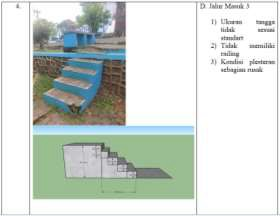 4.
D. Jalur Masuk 3
1) Ukuran tangga
tidak sesuai
standart
2) Tidak memiliki
railing
3) Kondisi plesteran
sebagian rusak